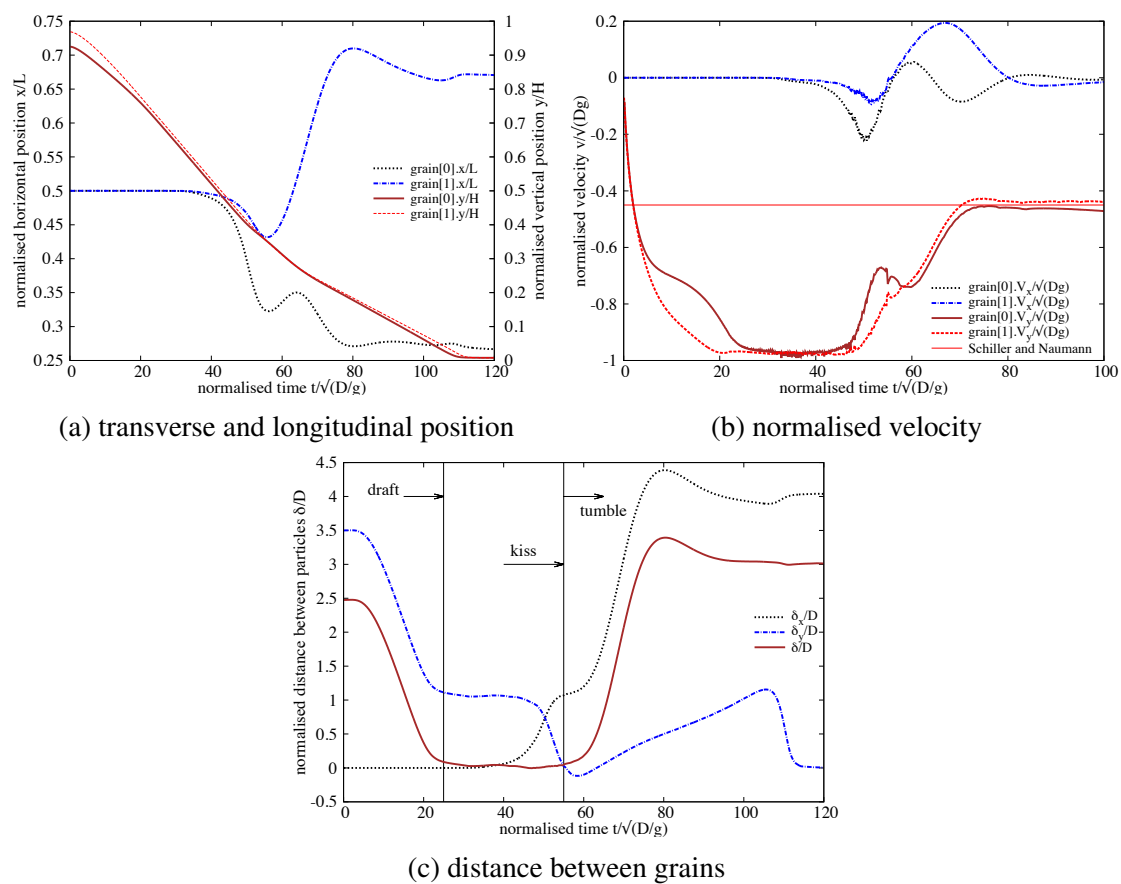 0.75
0.7
0.65
0.6
0.55
0.5
0.45
0.4
0.35
0.3
0.25
normalised horizontal position x/L
0 20 40 60 80 100 120
normalised time t/√(D/g)
1
0.9
0.8
0.7
0.6
0.5
0.4
0.3
0.2
0.1
0
normalised vertical position y/H
grain[0].x/L
grain[1].x/L
grain[0].y/H
grain[1].y/H
(a) transverse and longitudinal position
0.2
0
-0.2
-0.4
-0.6
-0.8
-1
normalised velocity v/√(Dg)
0 20 40 60 80 100
normalised time t/√(D/g)
grain[0].Vx/√(Dg)
grain[1].Vx/√(Dg)
grain[0].Vy/√(Dg)
grain[1].Vy/√(Dg)
Schiller and Naumann
(b) normalised velocity
4.5
4
3.5
3
2.5
2
1.5
1
0.5
0
-0.5
normalised distance between particles δ/D
0 20 40 60 80 100 120
normalised time t/√(D/g)
draft
kiss
tumble
δx/D
δy/D
δ/D
(c) distance between grains